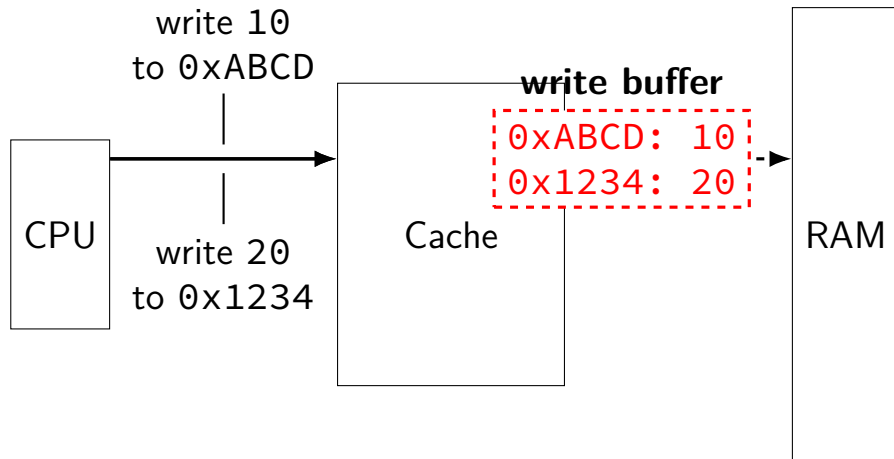 write 10
to 0xABCD
write buffer
0xABCD: 10
0x1234: 20
CPU
Cache
RAM
write 20
to 0x1234